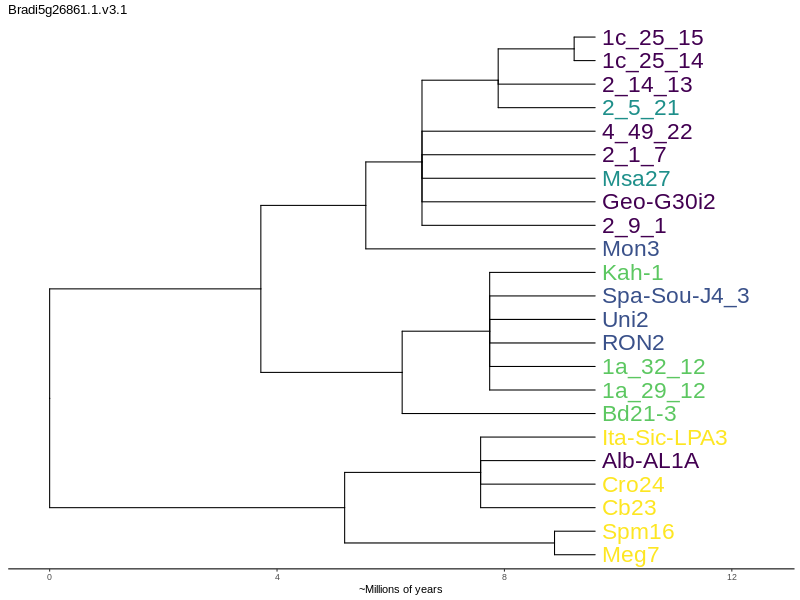 Bradi5g26861.1.v3.1
1c_25_15
1c_25_14
2_14_13
2_5_21
4_49_22
2_1_7
Msa27
Geo-G30i2
2_9_1
Mon3
Kah-1
Spa-Sou-J4_3
Uni2
RON2
1a_32_12
1a_29_12
Bd21-3
Ita-Sic-LPA3
Alb-AL1A
Cro24
Cb23
Spm16
Meg7
0 4 8 12
~Millions of years